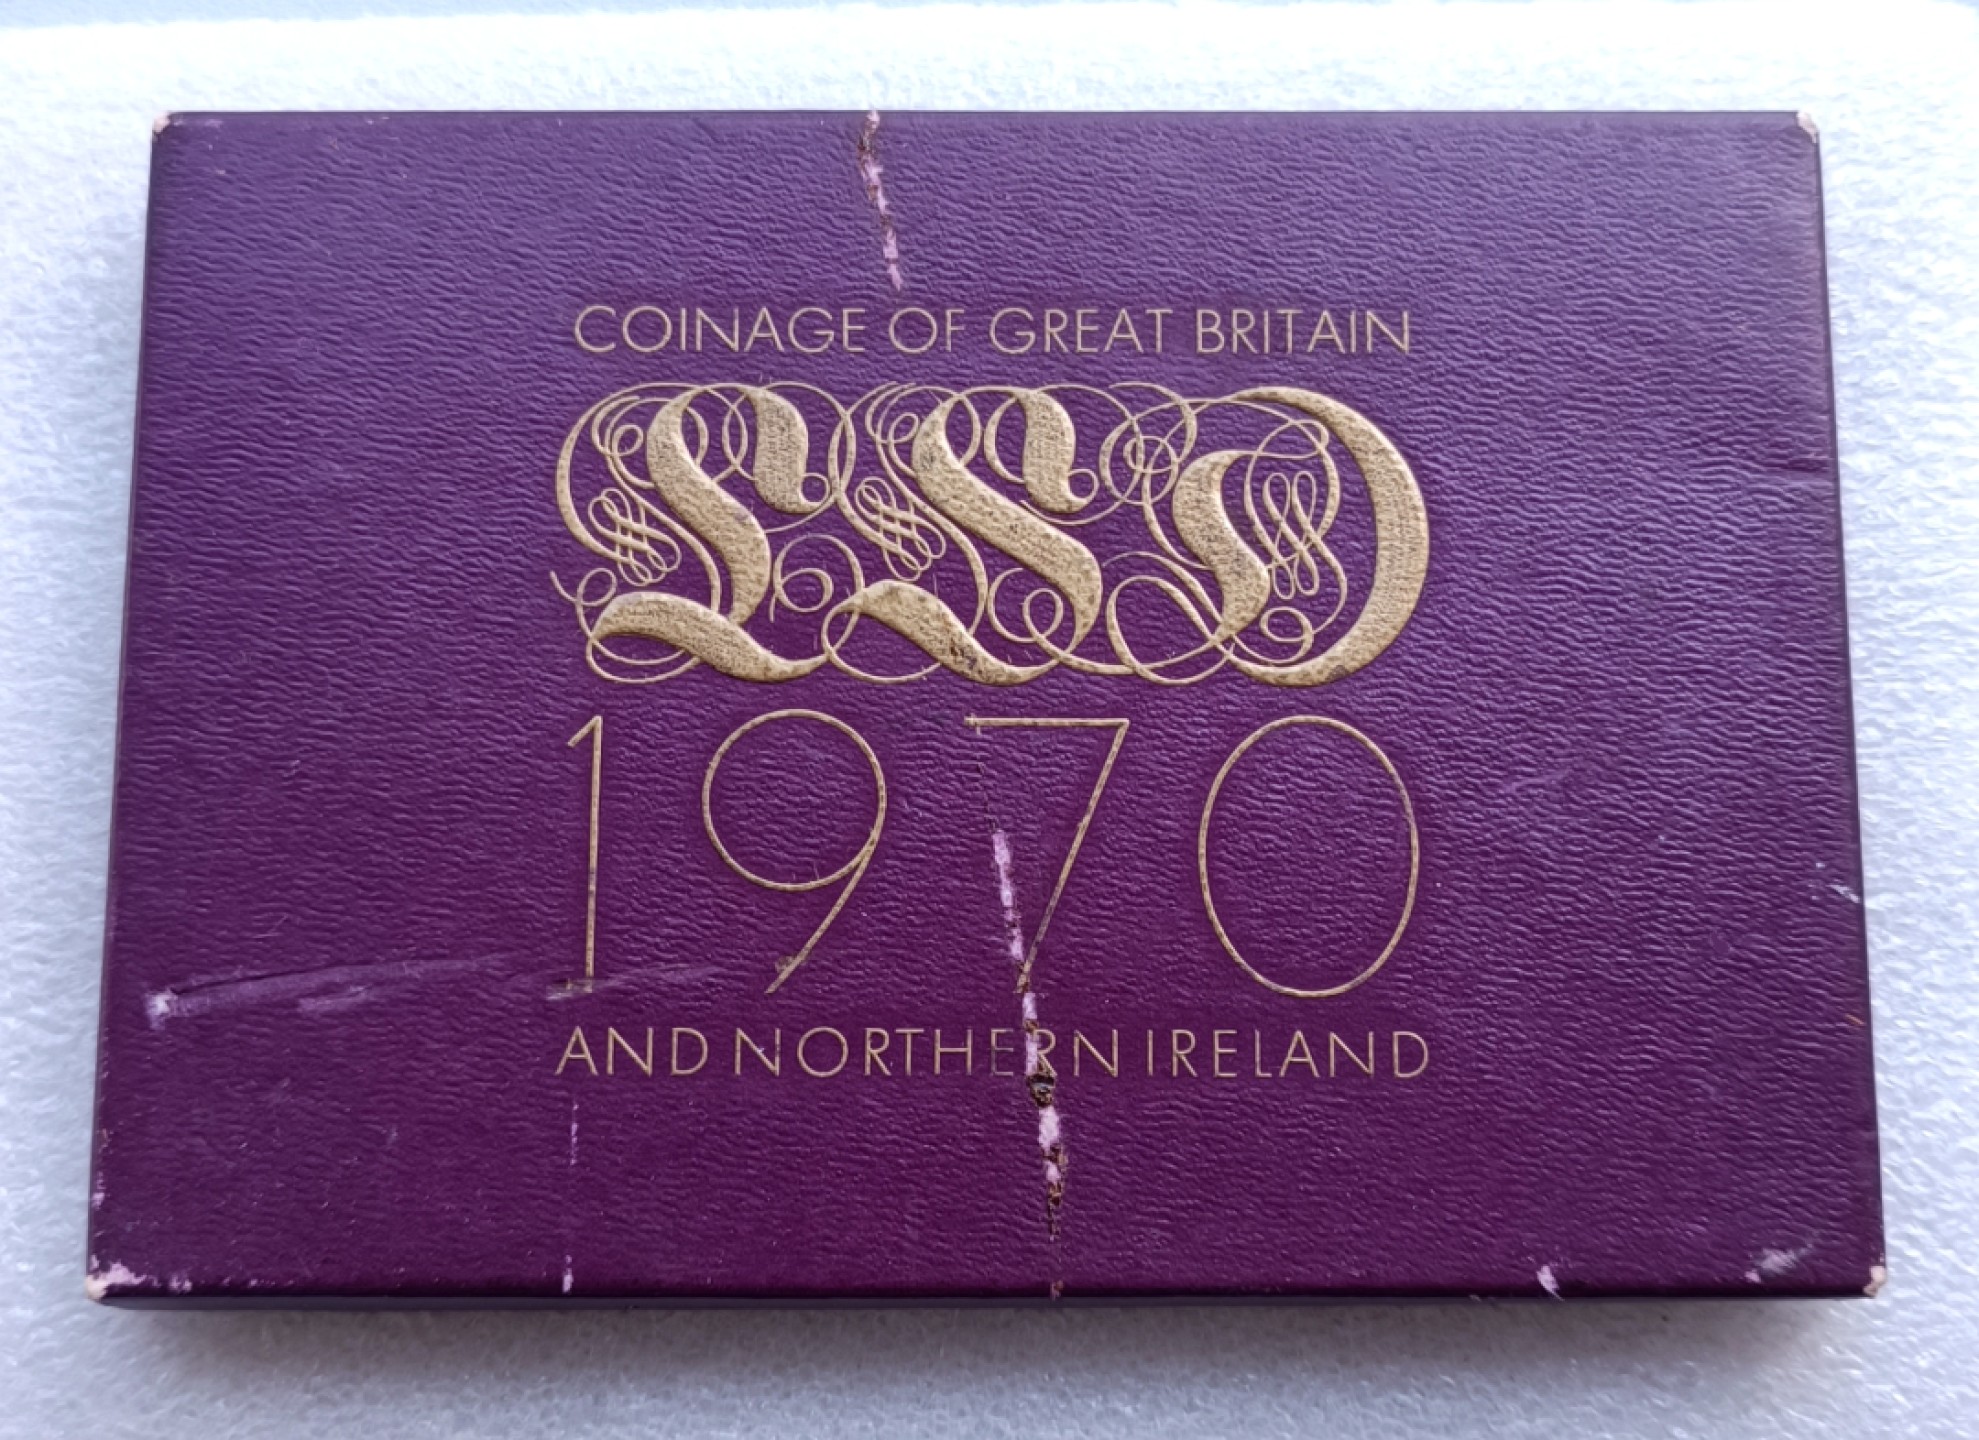 COINAGE OF GREAT BRITAIN
LSD
1970
AND NORTHERN IRELAND